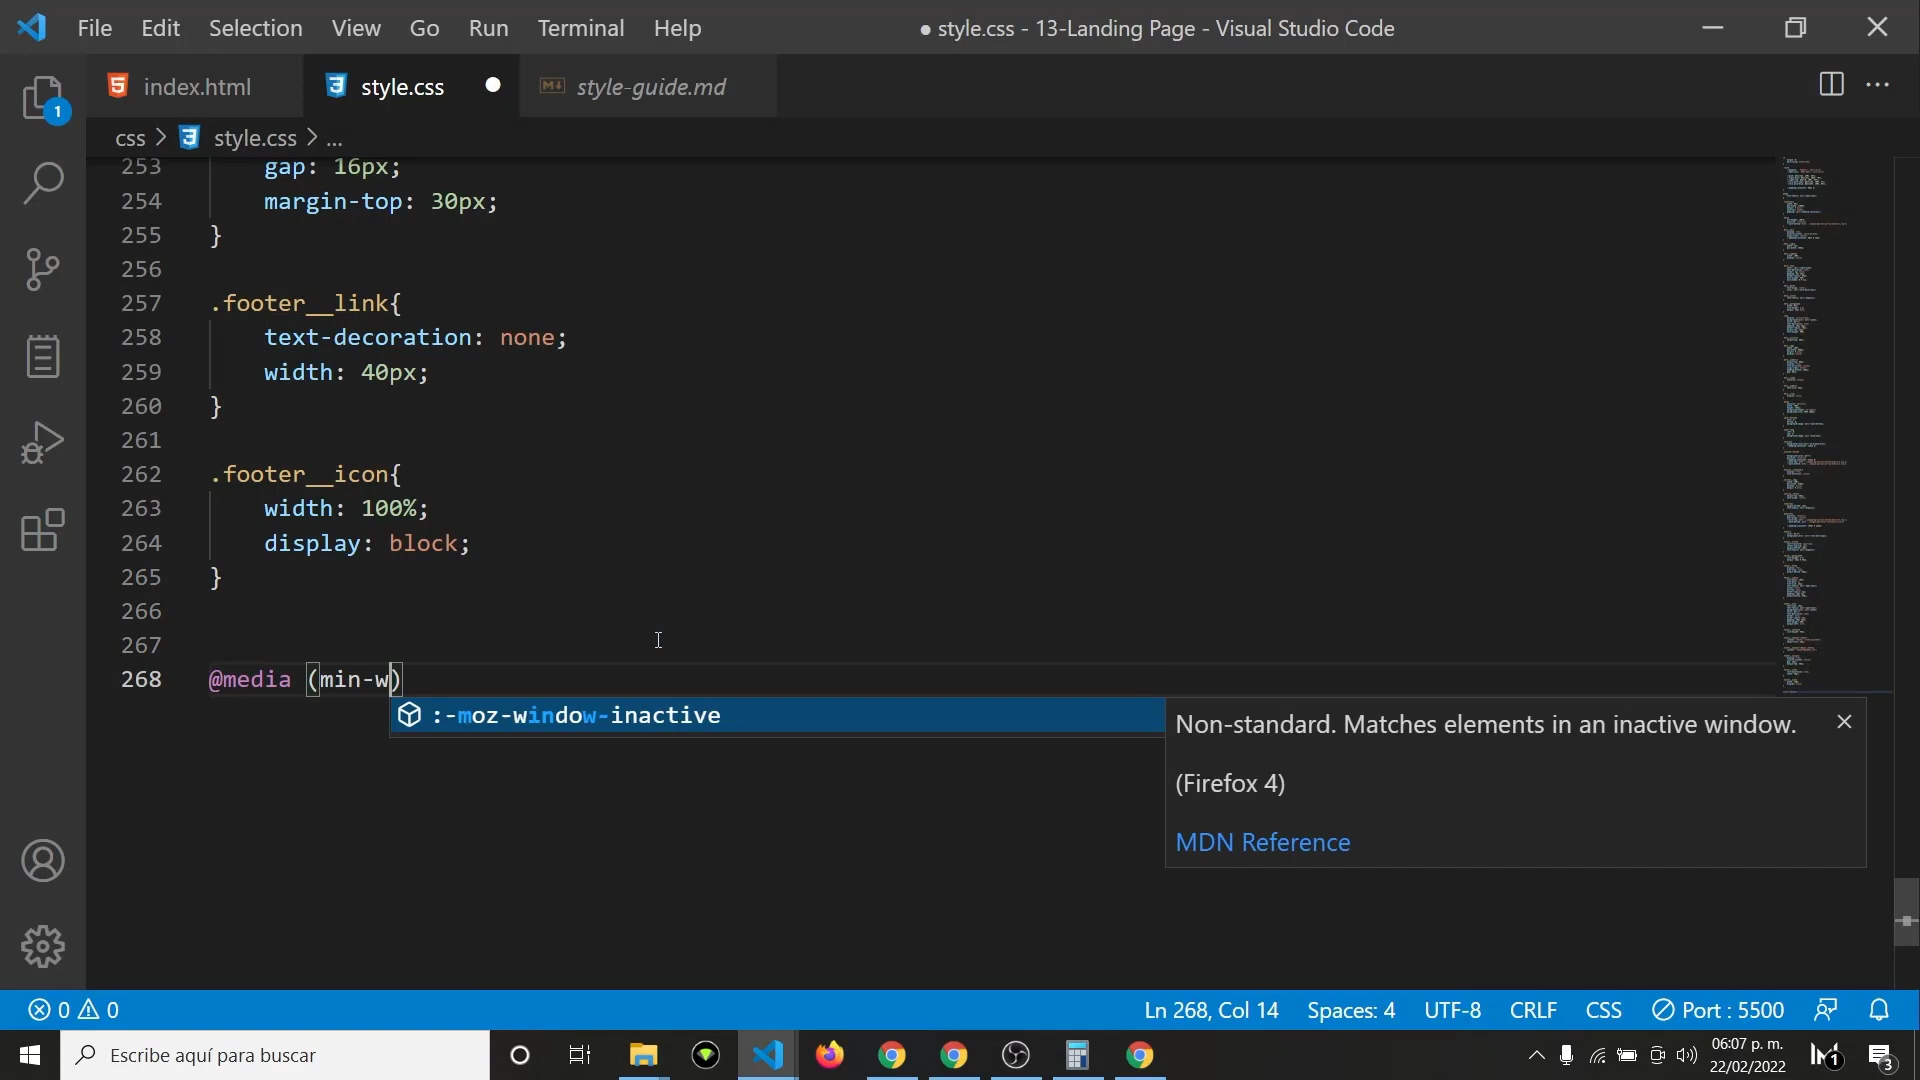 File Edit Selection View Go Run Terminal Help
● style.css - 13-Landing Page - Visual Studio Code
index.html
style.css
style-guide.md
css > style.css > ...
1
253 gap: 16px;
254 margin-top: 30px;
255 }
256
257 .footer__link{
258 text-decoration: none;
259 width: 40px;
260 }
261
262 .footer__icon{
263 width: 100%;
264 display: block;
265 }
266
267
268 @media (min-w)
:-moz-window-inactive
Non-standard. Matches elements in an inactive window.
(Firefox 4)
MDN Reference
0 0
Ln 268, Col 14 Spaces: 4 UTF-8 CRLF CSS Port : 5500
Escribe aquí para buscar
06:07 p. m.
22/02/2022
1
3